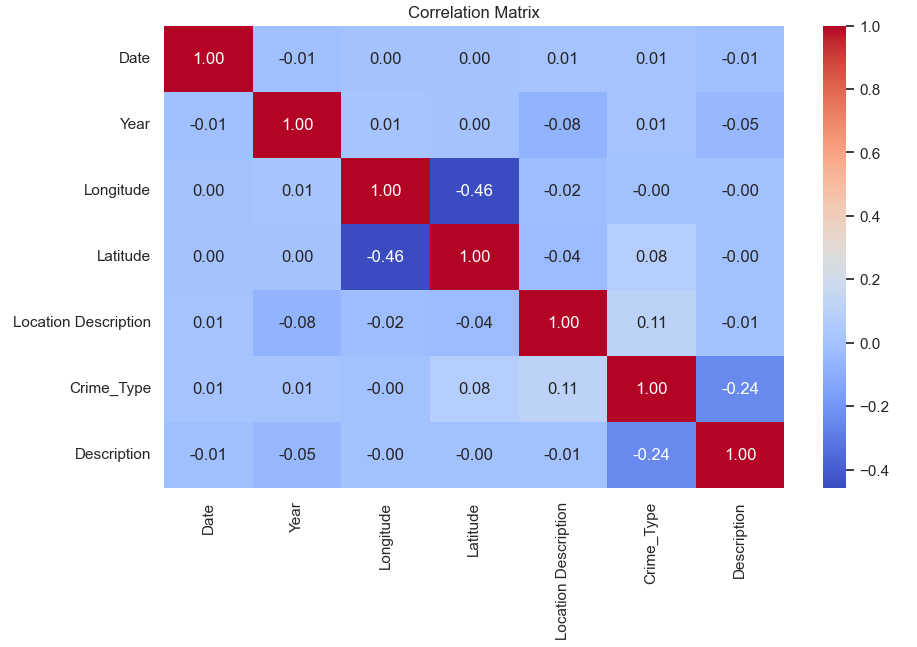 Correlation Matrix
Date 1.00 -0.01 0.00 0.00 0.01 0.01 -0.01
Year -0.01 1.00 0.01 0.00 -0.08 0.01 -0.05
Longitude 0.00 0.01 1.00 -0.46 -0.02 -0.00 -0.00
Latitude 0.00 0.00 -0.46 1.00 -0.04 0.08 -0.00
Location Description 0.01 -0.08 -0.02 -0.04 1.00 0.11 -0.01
Crime_Type 0.01 0.01 -0.00 0.08 0.11 1.00 -0.24
Description -0.01 -0.05 -0.00 -0.00 -0.01 -0.24 1.00
Date
Year
Longitude
Latitude
Location Description
Crime_Type
Description
1.0
0.8
0.6
0.4
0.2
0.0
−0.2
−0.4